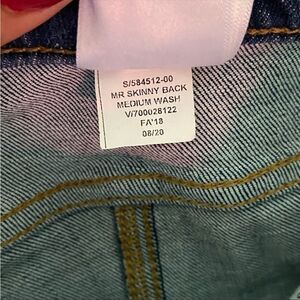 S/584512-00
MR SKINNY BACK
MEDIUM WASH
V/700028122
FA'18
08/20